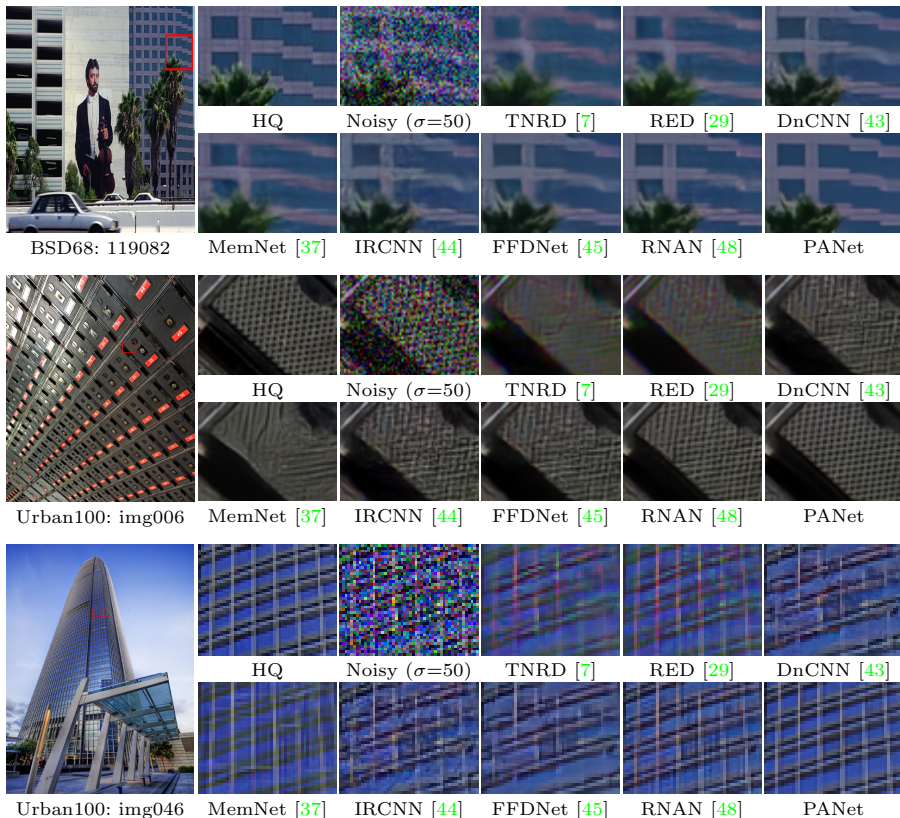 HQ Noisy (σ=50) TNRD [7] RED [29] DnCNN [43]
BSD68: 119082 MemNet [37] IRCNN [44] FFDNet [45] RNAN [48] PANet
HQ Noisy (σ=50) TNRD [7] RED [29] DnCNN [43]
Urban100: img006 MemNet [37] IRCNN [44] FFDNet [45] RNAN [48] PANet
HQ Noisy (σ=50) TNRD [7] RED [29] DnCNN [43]
Urban100: img046 MemNet [37] IRCNN [44] FFDNet [45] RNAN [48] PANet